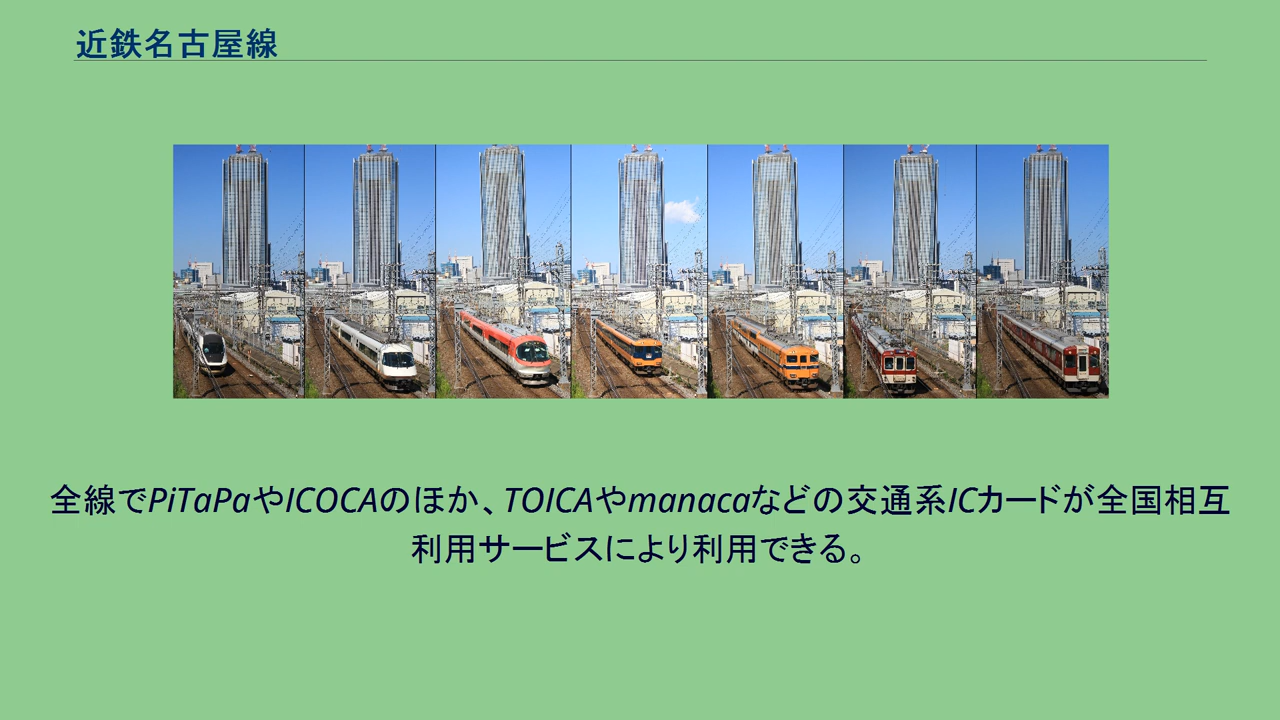 近鉄名古屋線
全線でPiTaPaやICOCAのほか、TOICAやmanacaなどの交通系ICカードが全国相互
利用サービスにより利用できる。